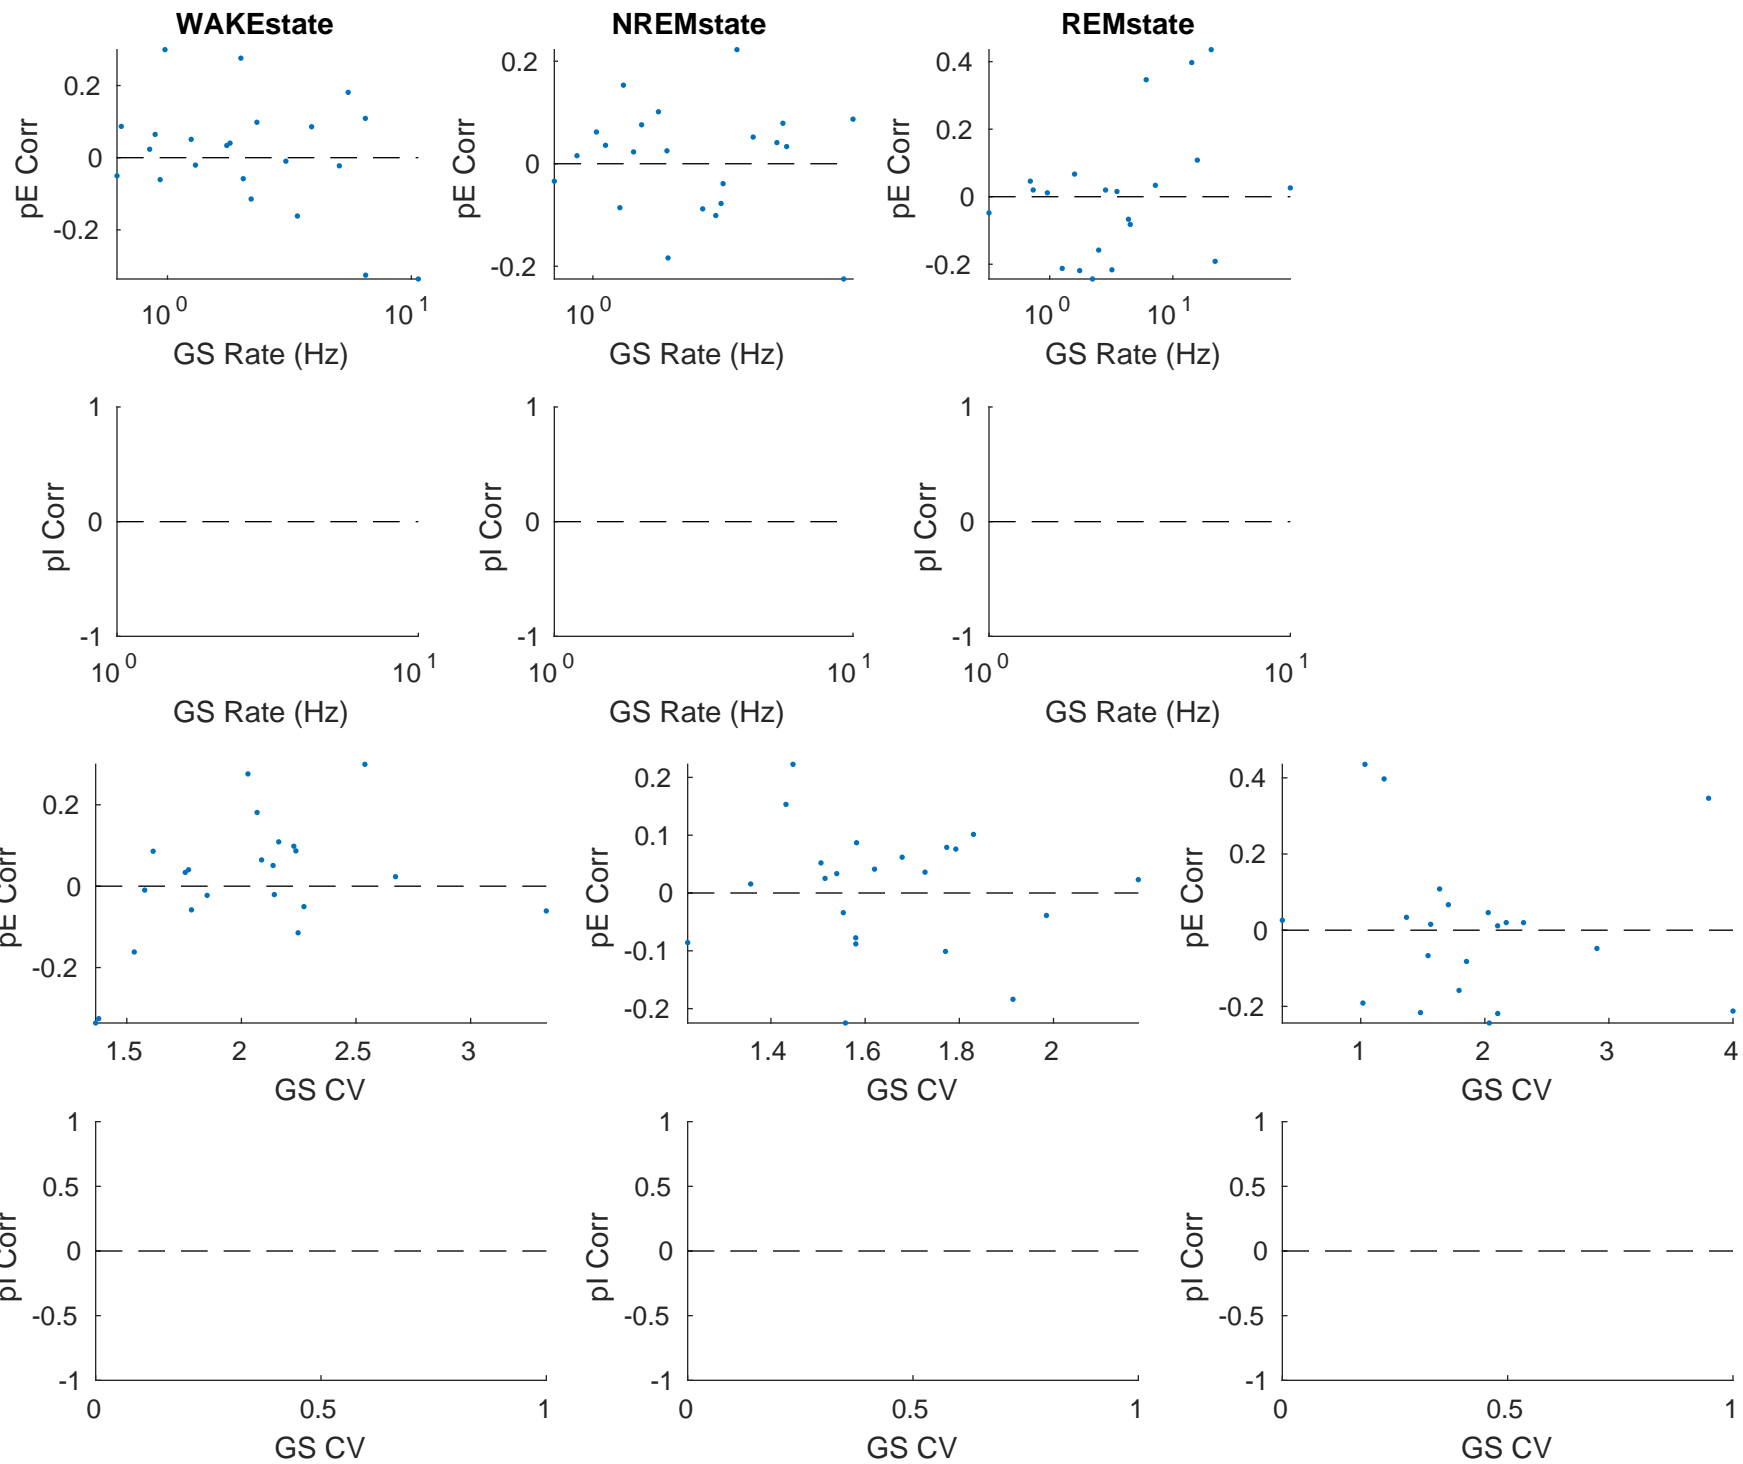 WAKEstate NREMstate REMstate
0.2 0 -0.2 pE Corr 10^0 10^1 GS Rate (Hz)
0.2 0 -0.2 pE Corr 10^0 GS Rate (Hz)
0.4 0.2 0 -0.2 pE Corr 10^0 10^1 GS Rate (Hz)
1 0 -1 pI Corr 10^0 10^1 GS Rate (Hz)
1 0 -1 pI Corr 10^0 10^1 GS Rate (Hz)
1 0 -1 pI Corr 10^0 10^1 GS Rate (Hz)
0.2 0 -0.2 pE Corr 1.5 2 2.5 3 GS CV
0.2 0.1 0 -0.1 -0.2 pE Corr 1.4 1.6 1.8 2 GS CV
0.4 0.2 0 -0.2 pE Corr 1 2 3 4 GS CV
1 0.5 0 -0.5 -1 pI Corr 0 0.5 1 GS CV
1 0.5 0 -0.5 -1 pI Corr 0 0.5 1 GS CV
1 0.5 0 -0.5 -1 pI Corr 0 0.5 1 GS CV